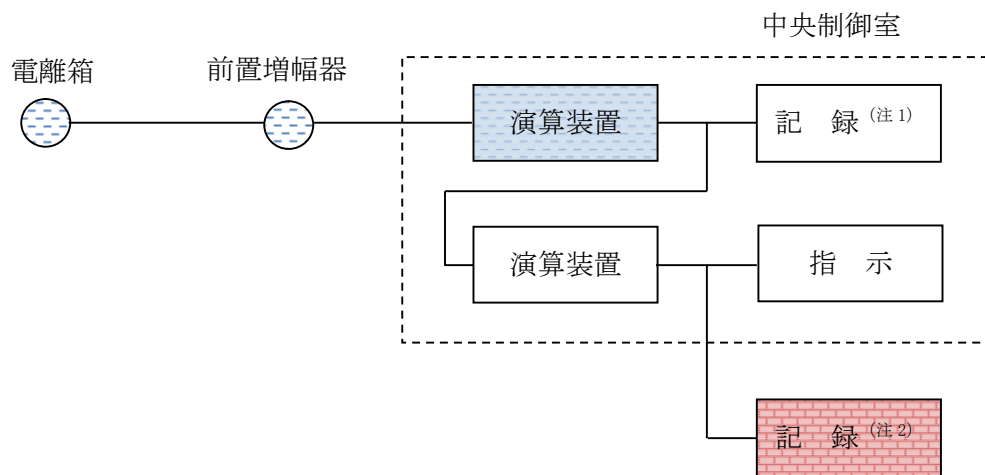 中央制御室
電離箱
前置増幅器
演算装置
記 録 (注1)
演算装置
指 示
記 録 (注2)